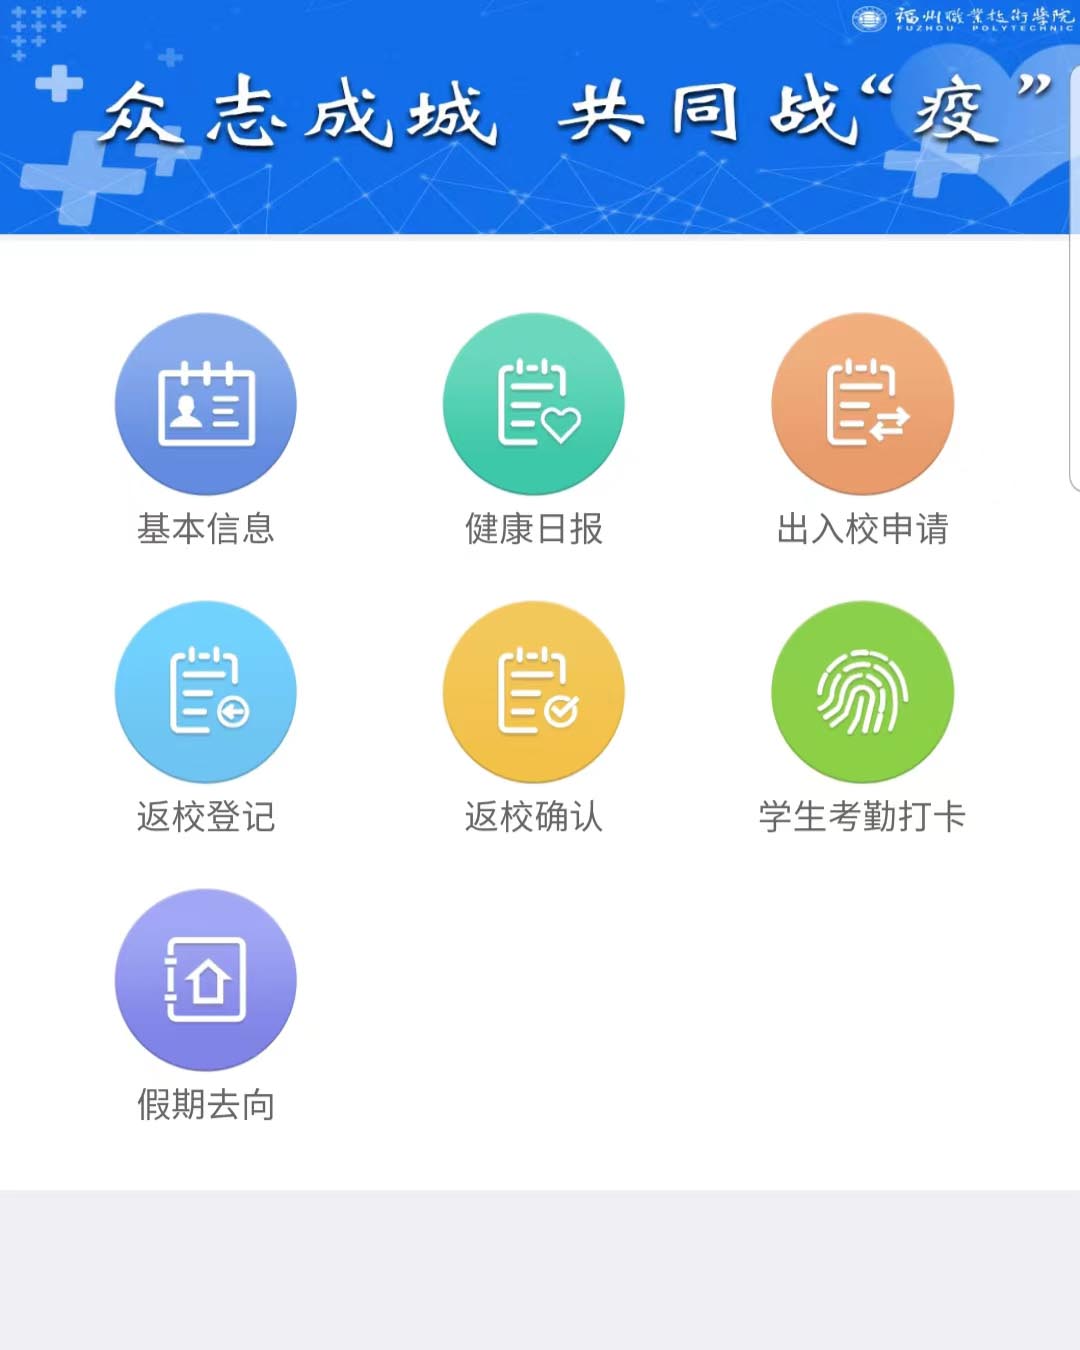 福州職業技術學院
FUZHOU POLYTECHNIC
众志成城 共同战“疫”
基本信息
健康日报
出入校申请
返校登记
返校确认
学生考勤打卡
假期去向